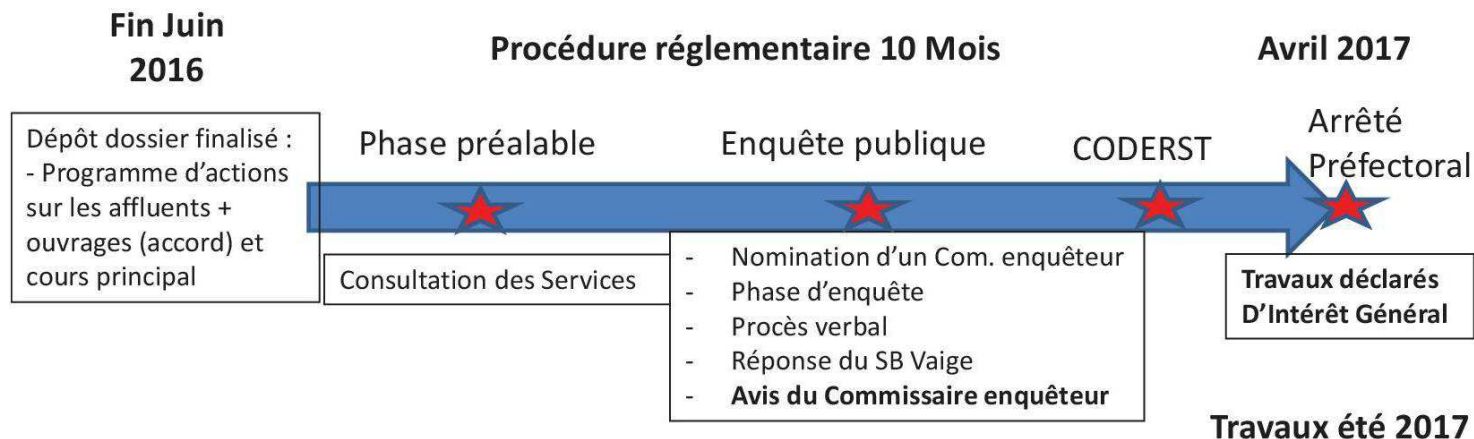 Fin Juin
2016
Procédure réglementaire 10 Mois
Avril 2017
Dépôt dossier finalisé :
- Programme d'actions
sur les affluents +
ouvrages (accord) et
cours principal
Phase préalable
Consultation des Services
Enquête publique
- Nomination d'un Com. enquêteur
- Phase d'enquête
- Procès verbal
- Réponse du SB Vaige
- Avis du Commissaire enquêteur
CODERST
Arrêté
Préfectoral
Travaux déclarés
D'Intérêt Général
Travaux été 2017